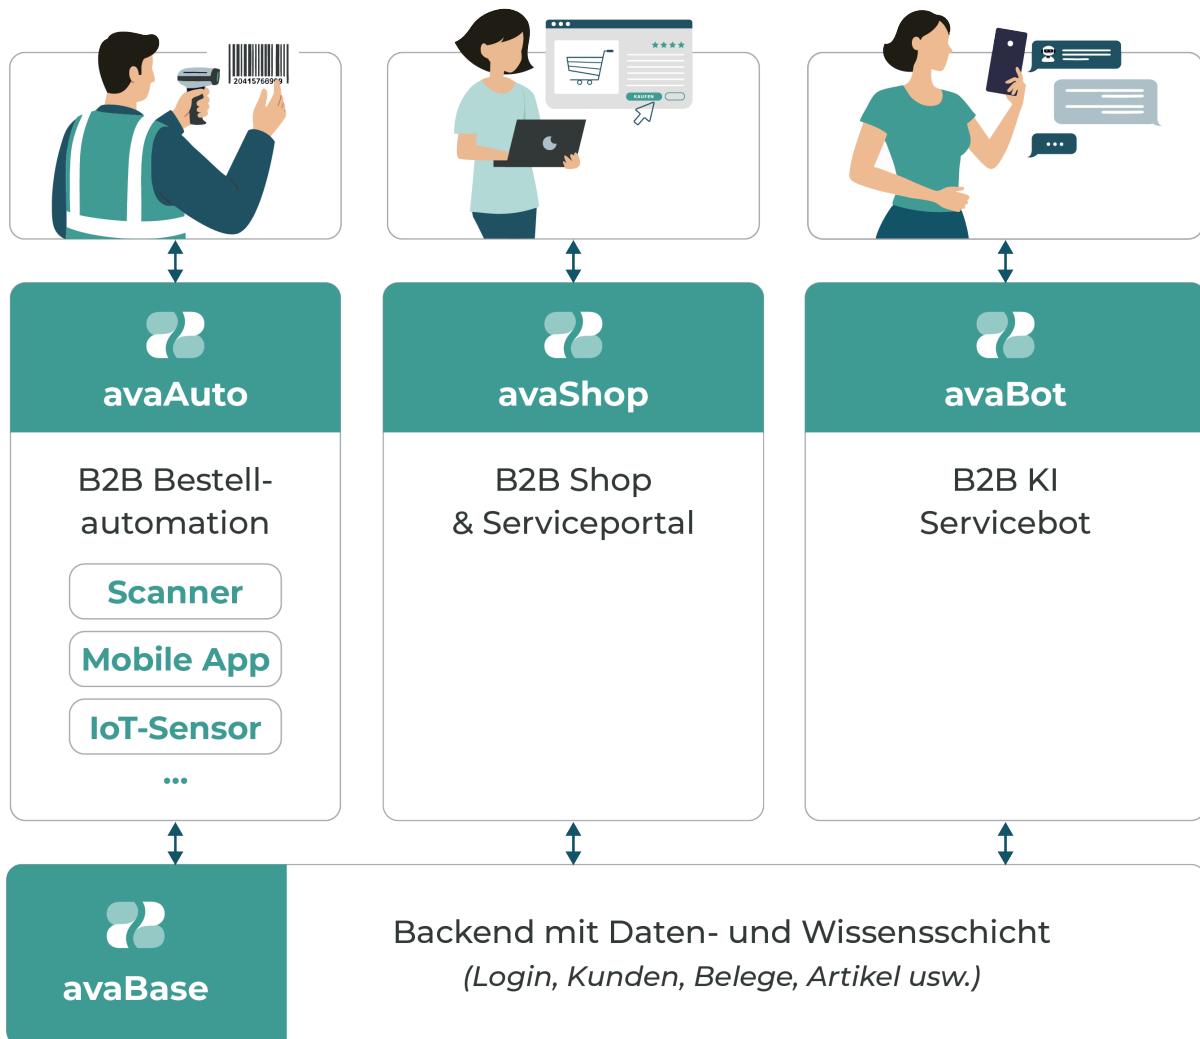 20415768909
KAUFEN
avaAuto
B2B Bestell-
automation
Scanner
Mobile App
IoT-Sensor
...
avaShop
B2B Shop
& Serviceportal
avaBot
B2B KI
Servicebot
avaBase
Backend mit Daten- und Wissensschicht
(Login, Kunden, Belege, Artikel usw.)